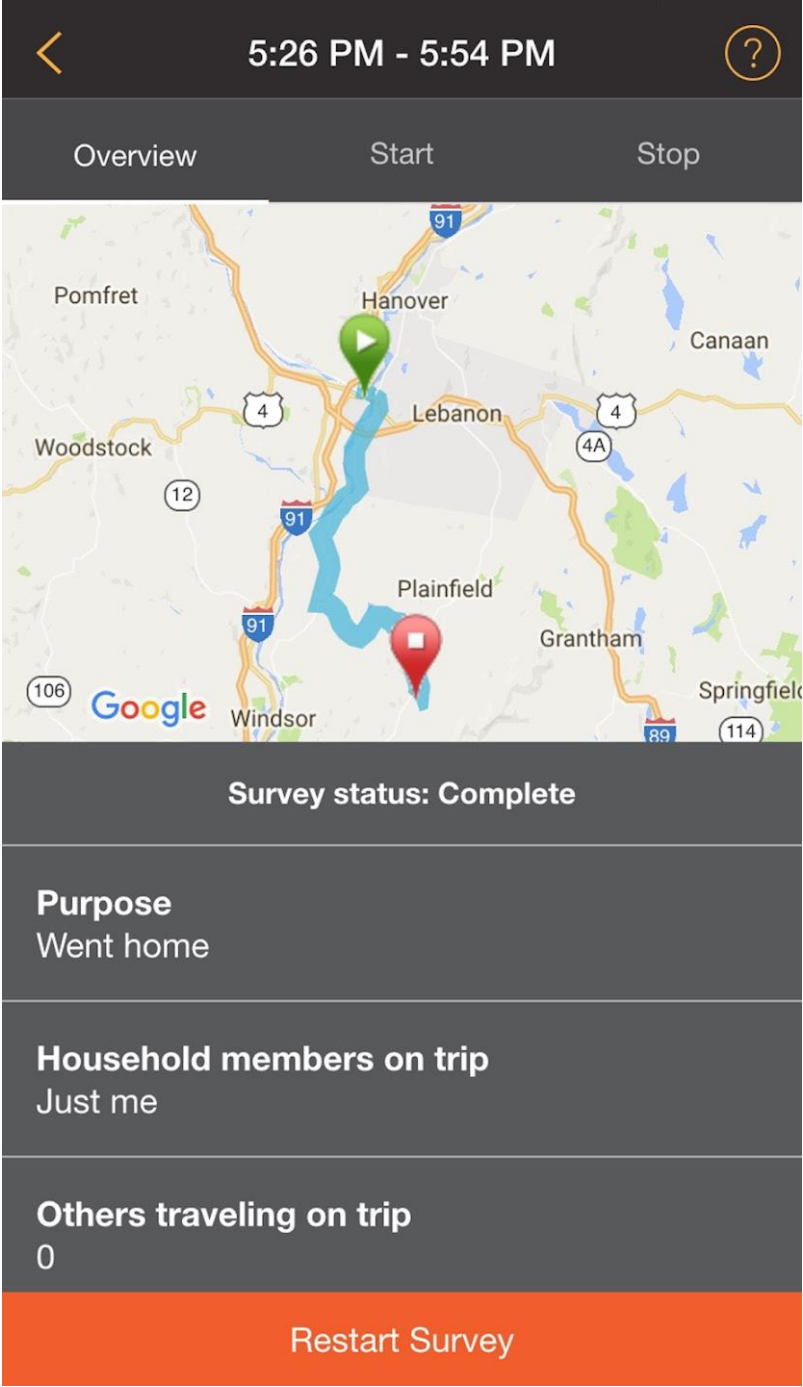 5:26 PM - 5:54 PM
?
Overview
Start
Stop
91
Pomfret
Hanover
Canaan
4
Lebanon
4
Woodstock
4A
12
91
Plainfield
91
Grantham
106
Google
Windsor
Springfield
89
114
Survey status: Complete
Purpose
Went home
Household members on trip
Just me
Others traveling on trip
0
Restart Survey